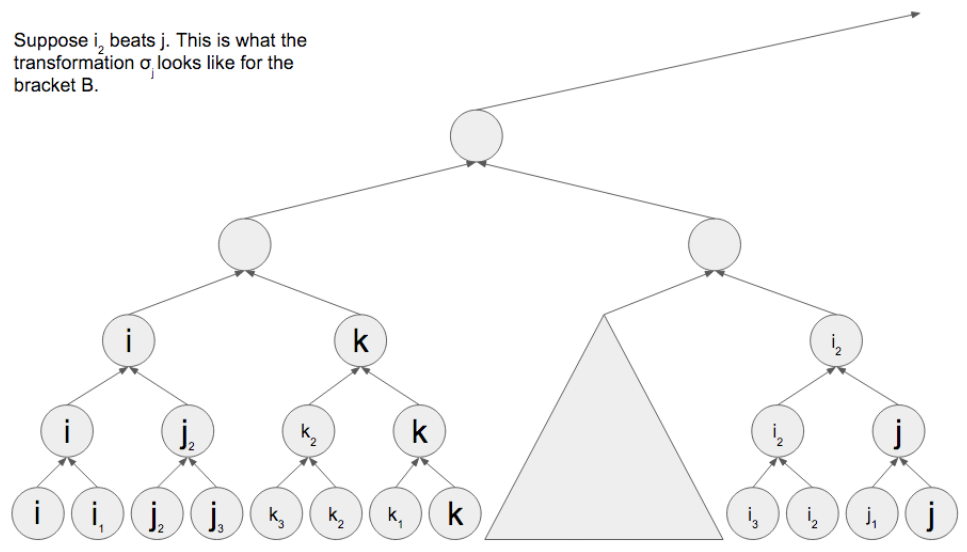 Suppose i₂ beats j. This is what the
transformation σⱼ looks like for the
bracket B.
i k i₂
i j₂ k₂ k i₂ j
i i₁ j₂ j₃ k₃ k₂ k₁ k i₃ i₂ j₁ j